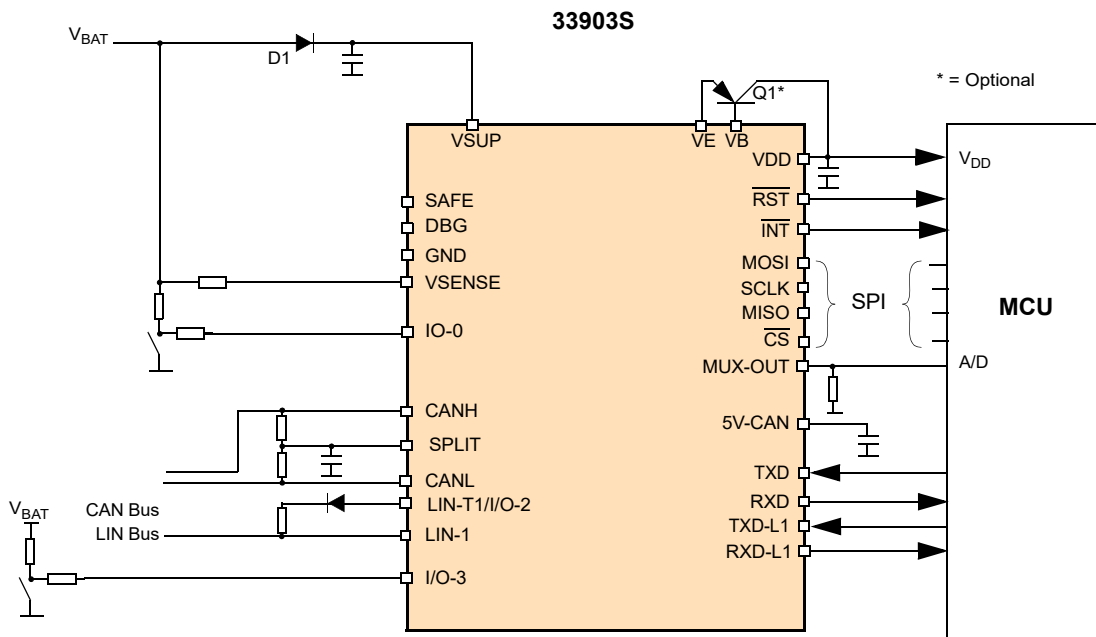 33903S
V_BAT
D1
Q1*
* = Optional
VSUP
VE
VB
VDD
V_DD
SAFE
RST
DBG
INT
GND
MOSI
VSENSE
SCLK
SPI
MCU
MISO
IO-0
CS
MUX-OUT
A/D
CANH
5V-CAN
SPLIT
CANL
TXD
V_BAT
CAN Bus
LIN-T1/I/O-2
RXD
LIN Bus
LIN-1
TXD-L1
RXD-L1
I/O-3